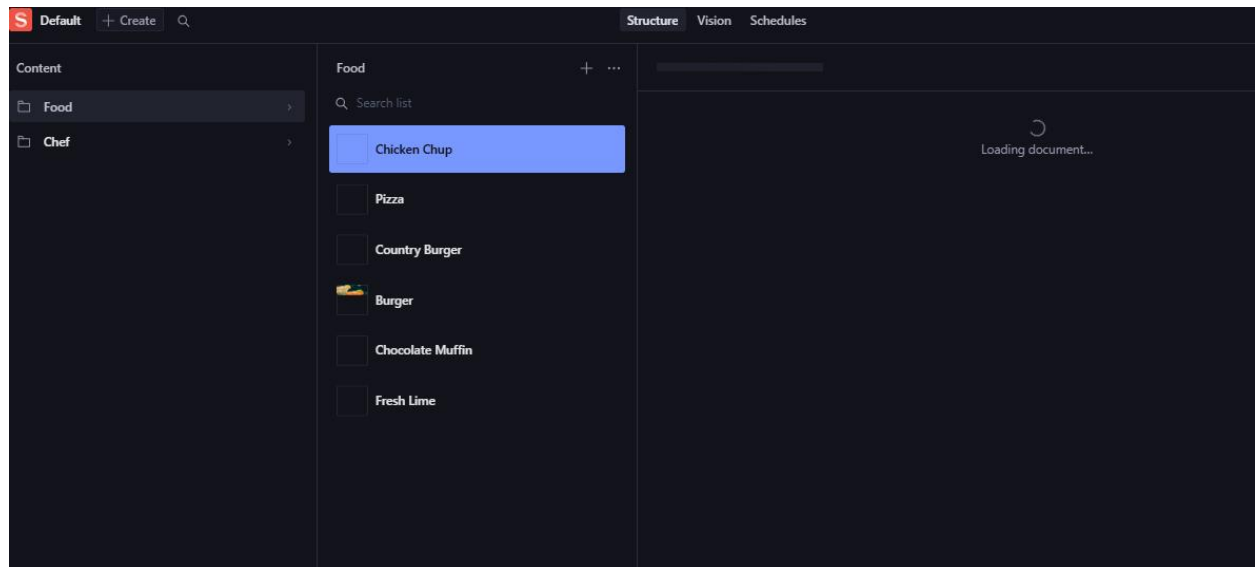 S Default + Create
Structure Vision Schedules
Content
Food
Chef
Food
Search list
Chicken Chup
Pizza
Country Burger
Burger
Chocolate Muffin
Fresh Lime
Loading document...